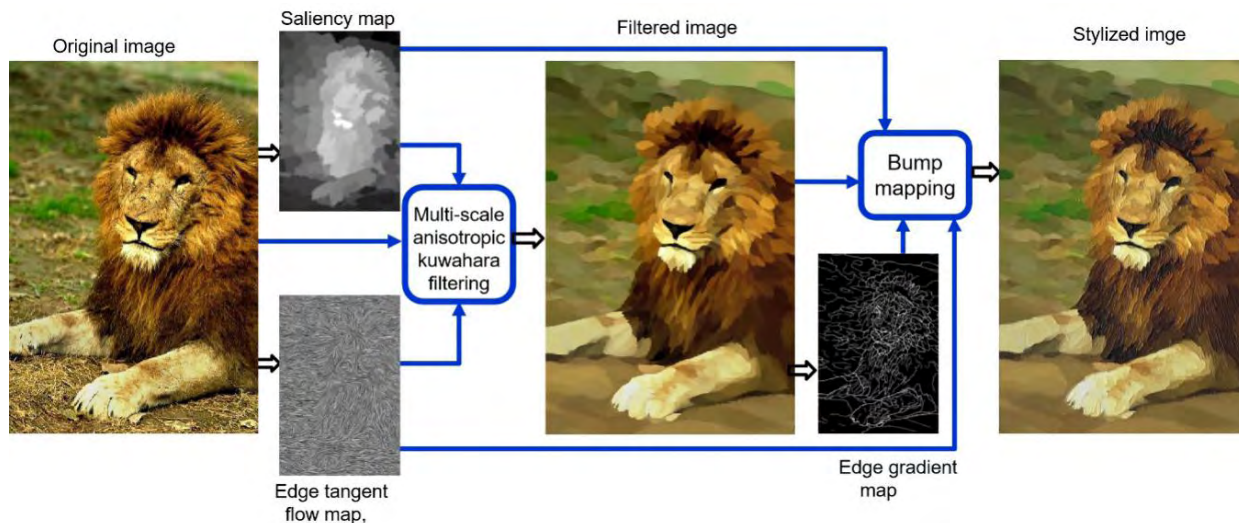 Original image
Saliency map
Filtered image
Stylized imge
Multi-scale
anisotropic
kuwahara
filtering
Bump
mapping
Edge tangent
flow map,
Edge gradient
map